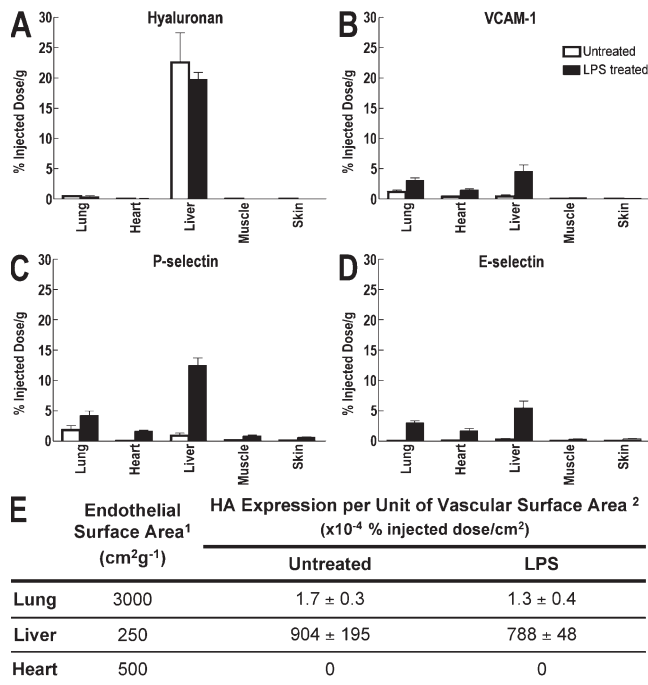 A
Hyaluronan
% Injected Dose/g
30
25
20
15
10
5
0
Lung
Heart
Liver
Muscle
Skin
B
VCAM-1
Untreated
LPS treated
% Injected Dose/g
30
25
20
15
10
5
0
Lung
Heart
Liver
Muscle
Skin
C
P-selectin
% Injected Dose/g
30
25
20
15
10
5
0
Lung
Heart
Liver
Muscle
Skin
D
E-selectin
% Injected Dose/g
30
25
20
15
10
5
0
Lung
Heart
Liver
Muscle
Skin
E
Endothelial
Surface Area¹
(cm²g⁻¹)
HA Expression per Unit of Vascular Surface Area ²
(x10⁻⁴ % injected dose/cm²)
Untreated LPS
Lung 3000 1.7 ± 0.3 1.3 ± 0.4
Liver 250 904 ± 195 788 ± 48
Heart 500 0 0